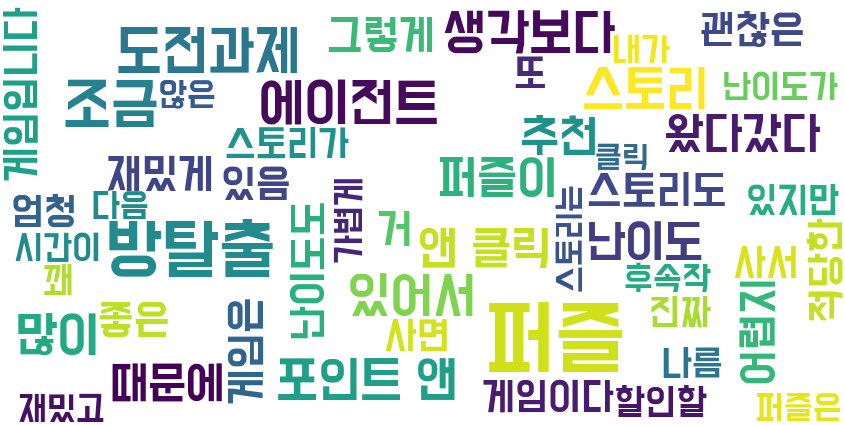 게임입니다
도전과제
그렇게
생각보다
내가
괜찮은
조금
않은
에이전트
또
스토리
난이도가
스토리가
추천
클릭
왔다갔다
재밌게
있음
퍼즐이
스토리도
있지만
엄청
다음
가볍게
거
앤 클릭
스토리는
난이도
시간이
방탈출
난이도도
후속작
사서
적당한
꽤
있어서
진짜
많이
좋은
게임은
사면
퍼즐
어렵지
때문에
포인트 앤
나름
게임이다
할인할
재밌고
퍼즐은